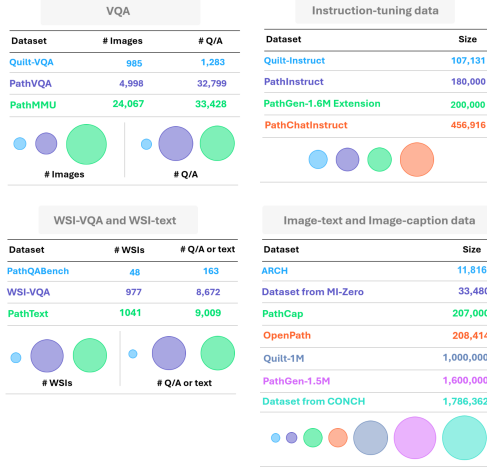 VQA
Dataset # Images # Q/A
Quilt-VQA 985 1,283
PathVQA 4,998 32,799
PathMMU 24,067 33,428
# Images # Q/A
Instruction-tuning data
Dataset Size
Quilt-Instruct 107,131
PathInstruct 180,000
PathGen-1.6M Extension 200,000
PathChatInstruct 456,916
WSI-VQA and WSI-text
Dataset # WSIs # Q/A or text
PathQABench 48 163
WSI-VQA 977 8,672
PathText 1041 9,009
# WSIs # Q/A or text
Image-text and Image-caption data
Dataset Size
ARCH 11,816
Dataset from MI-Zero 33,480
PathCap 207,000
OpenPath 208,414
Quilt-1M 1,000,000
PathGen-1.5M 1,600,000
Dataset from CONCH 1,786,362